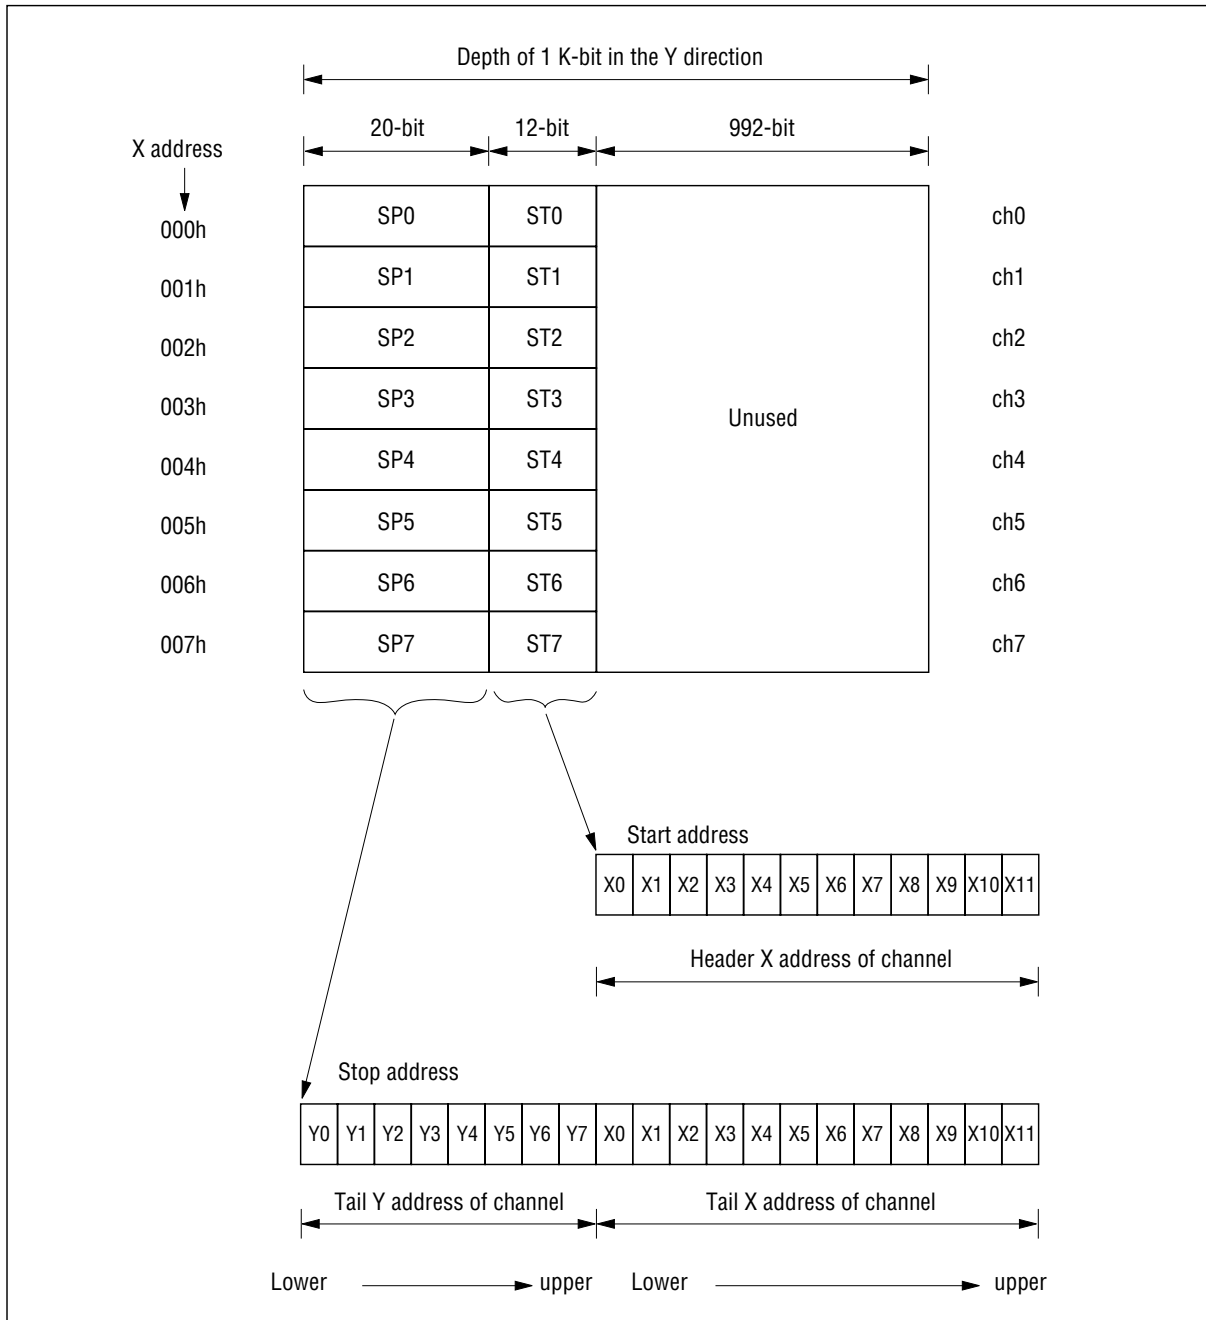 Depth of 1 K-bit in the Y direction
20-bit 12-bit 992-bit
X address
000h SP0 ST0 ch0
001h SP1 ST1 ch1
002h SP2 ST2 ch2
003h SP3 ST3 ch3
Unused
004h SP4 ST4 ch4
005h SP5 ST5 ch5
006h SP6 ST6 ch6
007h SP7 ST7 ch7
Start address
X0 X1 X2 X3 X4 X5 X6 X7 X8 X9 X10 X11
Header X address of channel
Stop address
Y0 Y1 Y2 Y3 Y4 Y5 Y6 Y7 X0 X1 X2 X3 X4 X5 X6 X7 X8 X9 X10 X11
Tail Y address of channel Tail X address of channel
Lower upper Lower upper